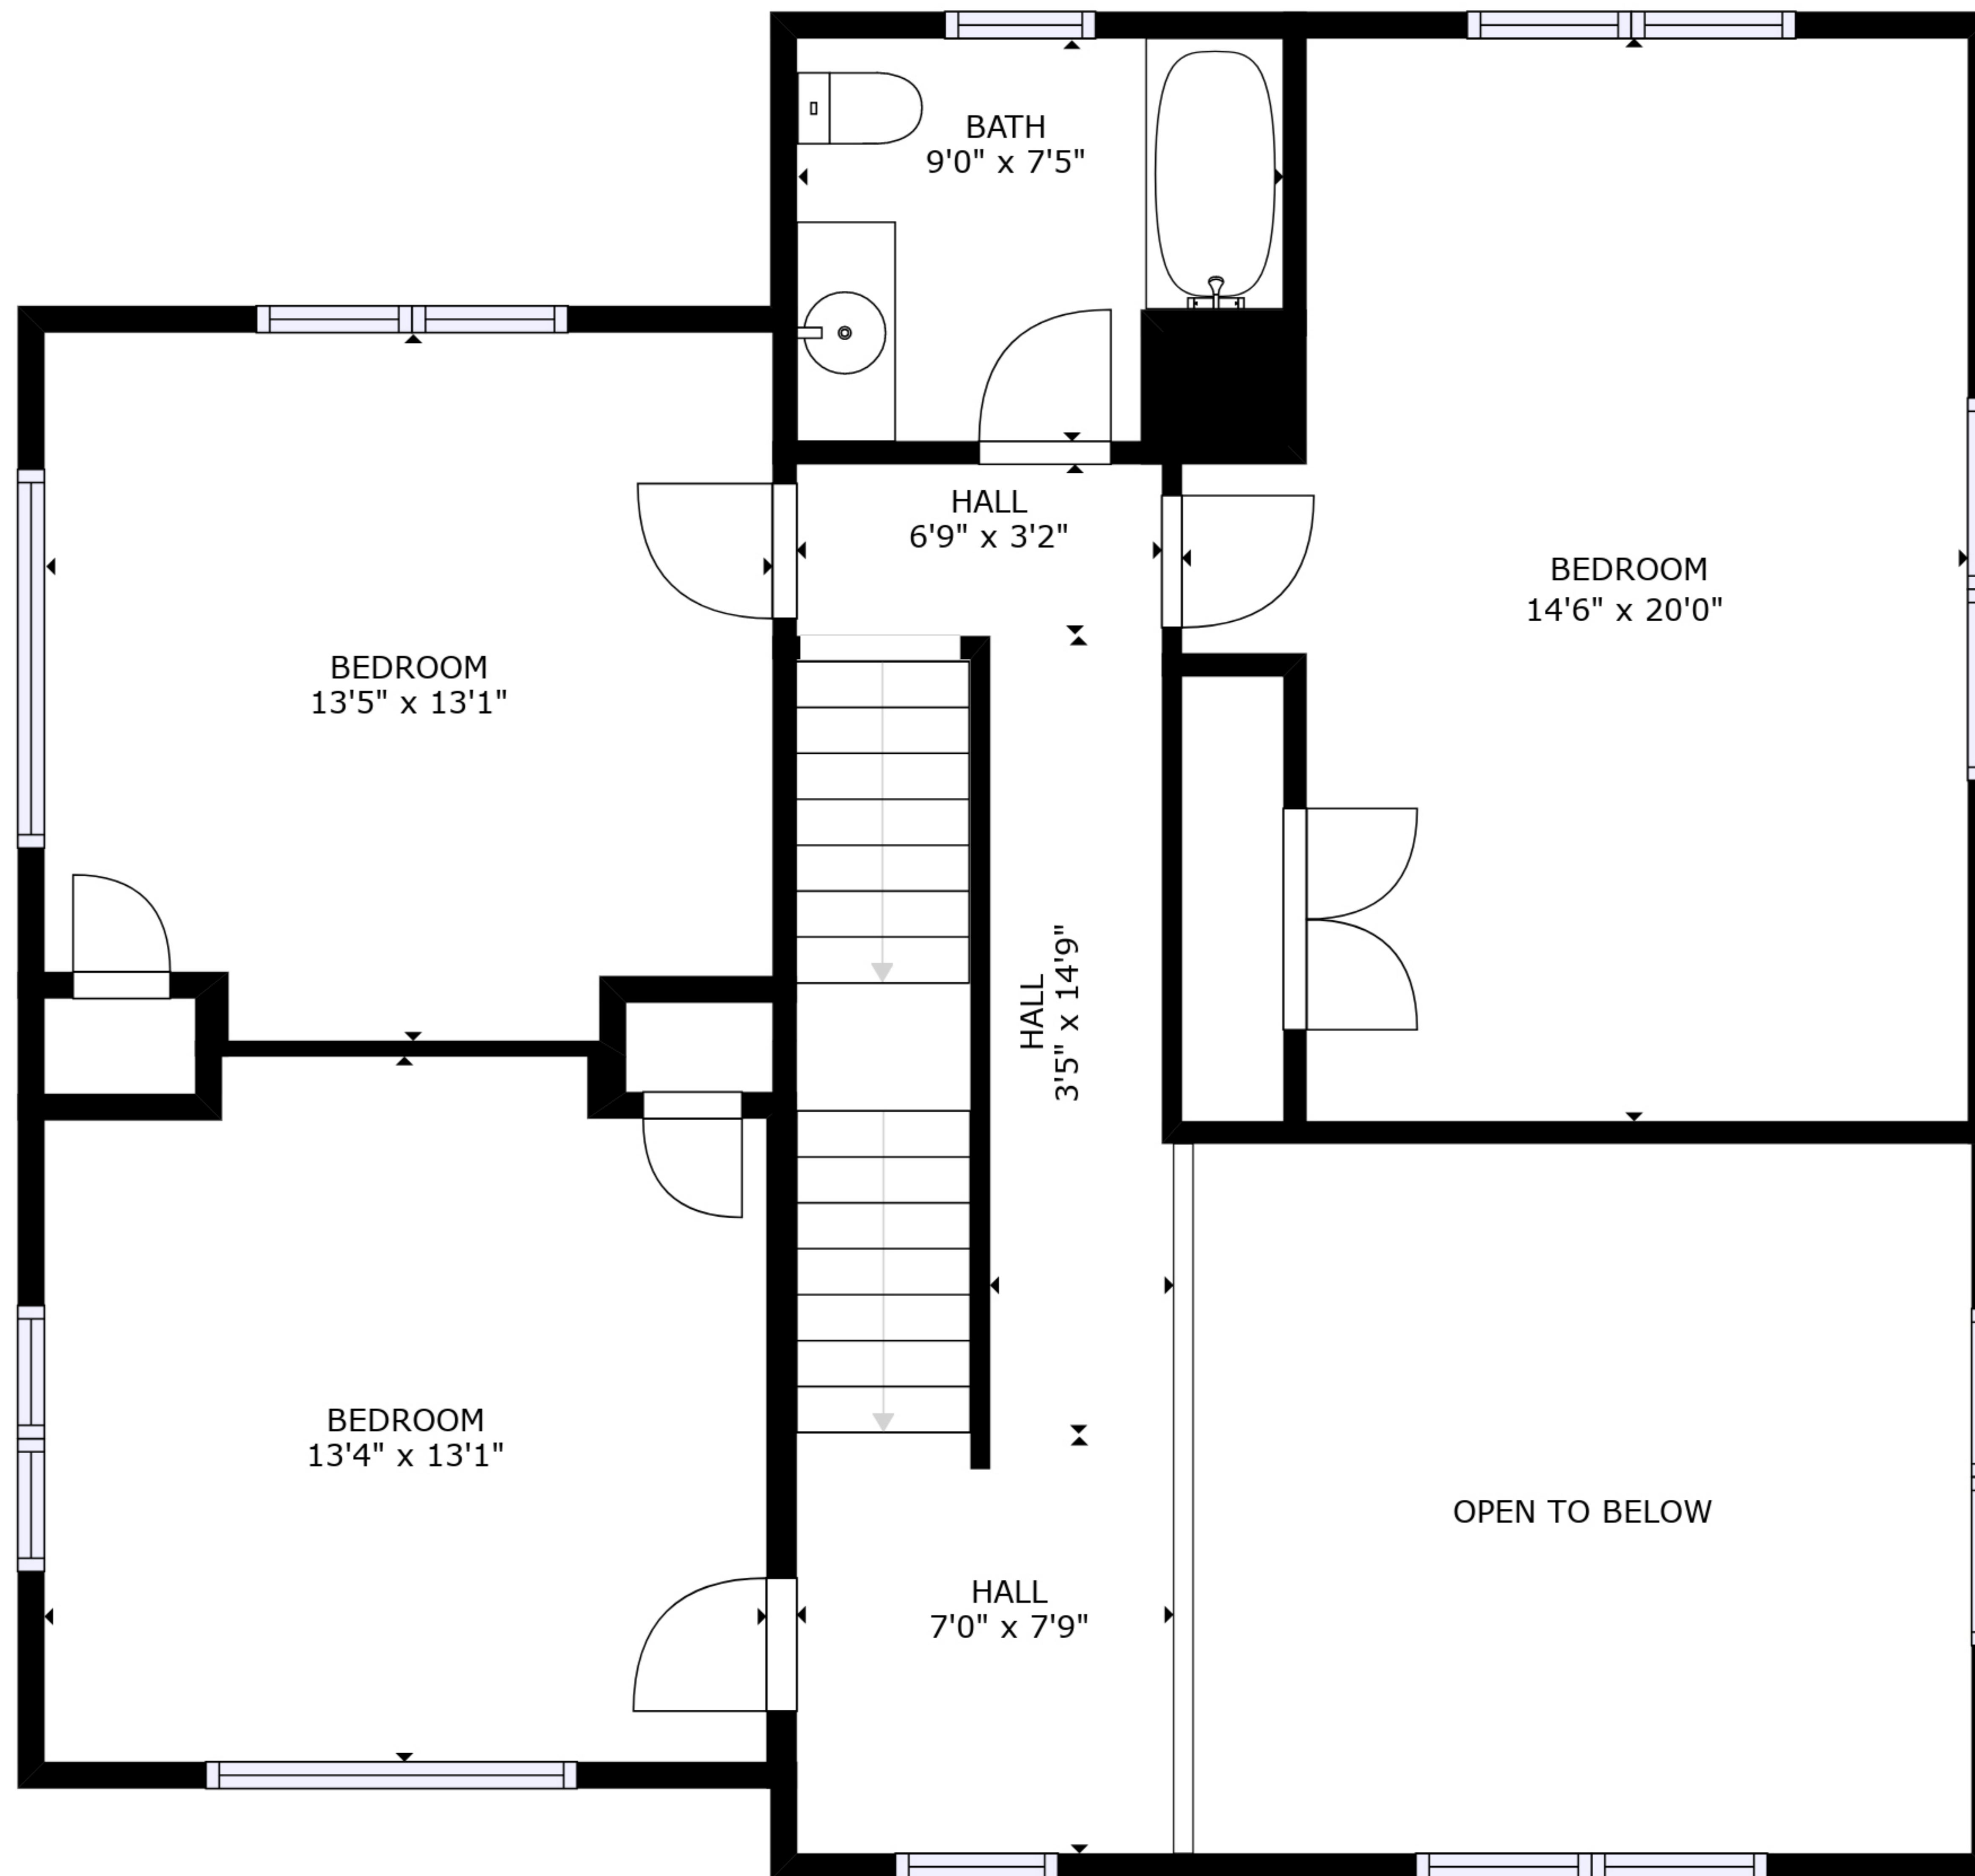 BATH
9'0" x 7'5"
HALL
6'9" x 3'2"
BEDROOM
14'6" x 20'0"
BEDROOM
13'5" x 13'1"
HALL
3'5" x 14'9"
BEDROOM
13'4" x 13'1"
OPEN TO BELOW
HALL
7'0" x 7'9"